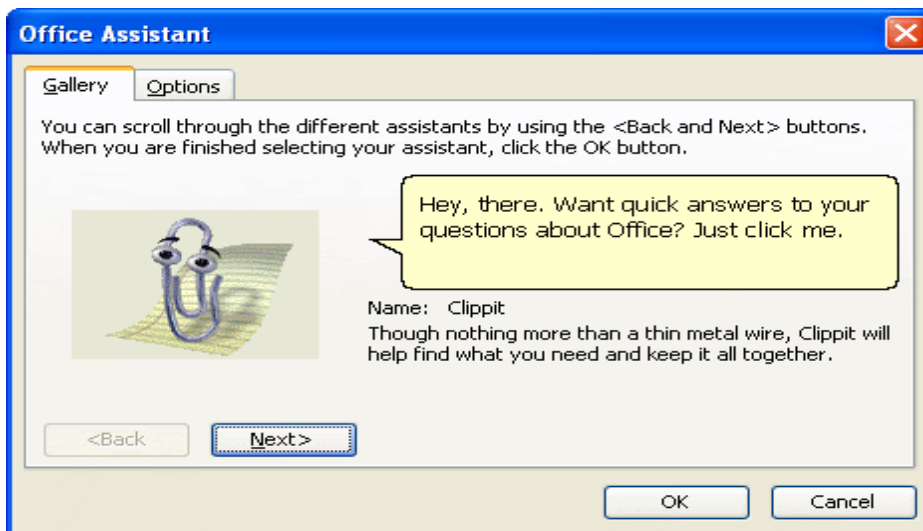 Office Assistant
Gallery
Options
You can scroll through the different assistants by using the <Back and Next> buttons.
When you are finished selecting your assistant, click the OK button.
Hey, there. Want quick answers to your
questions about Office? Just click me.
Name: Clippit
Though nothing more than a thin metal wire, Clippit will
help find what you need and keep it all together.
<Back
Next>
OK
Cancel